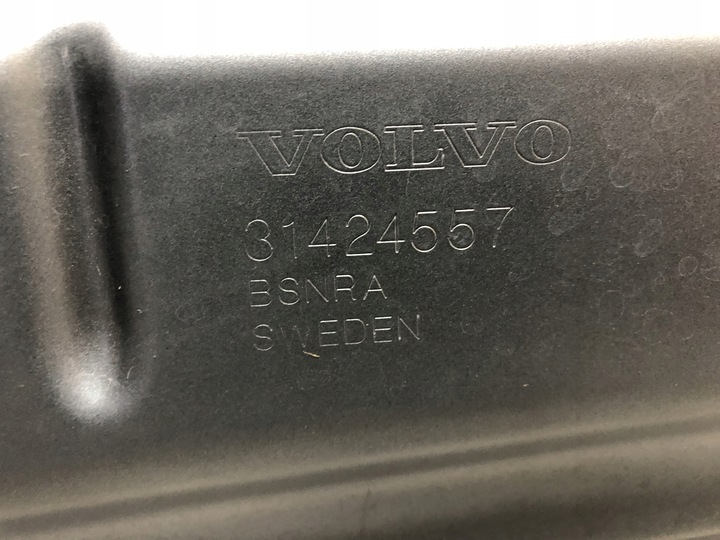 VOLVO
31424557
BSNRA
SWEDEN